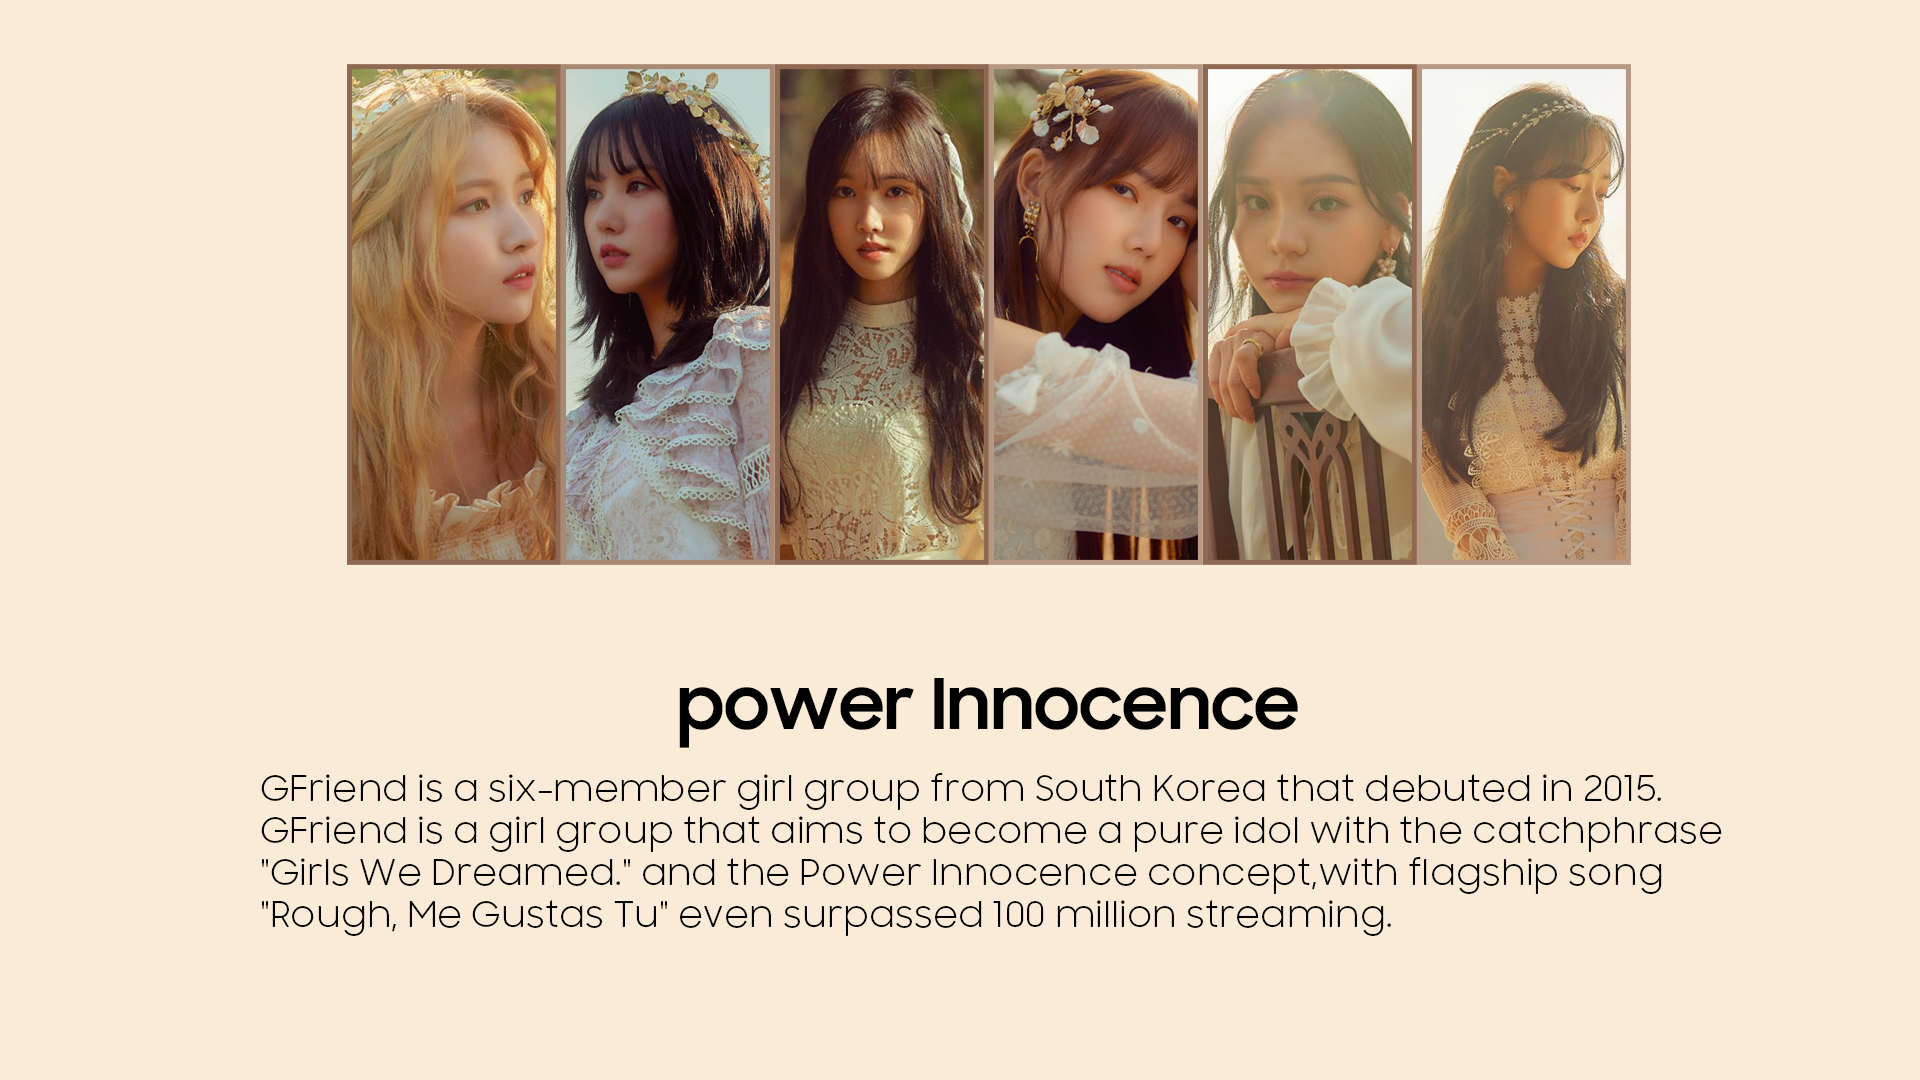 power Innocence
GFriend is a six-member girl group from South Korea that debuted in 2015.
GFriend is a girl group that aims to become a pure idol with the catchphrase
"Girls We Dreamed." and the Power Innocence concept,with flagship song
"Rough, Me Gustas Tu" even surpassed 100 million streaming.